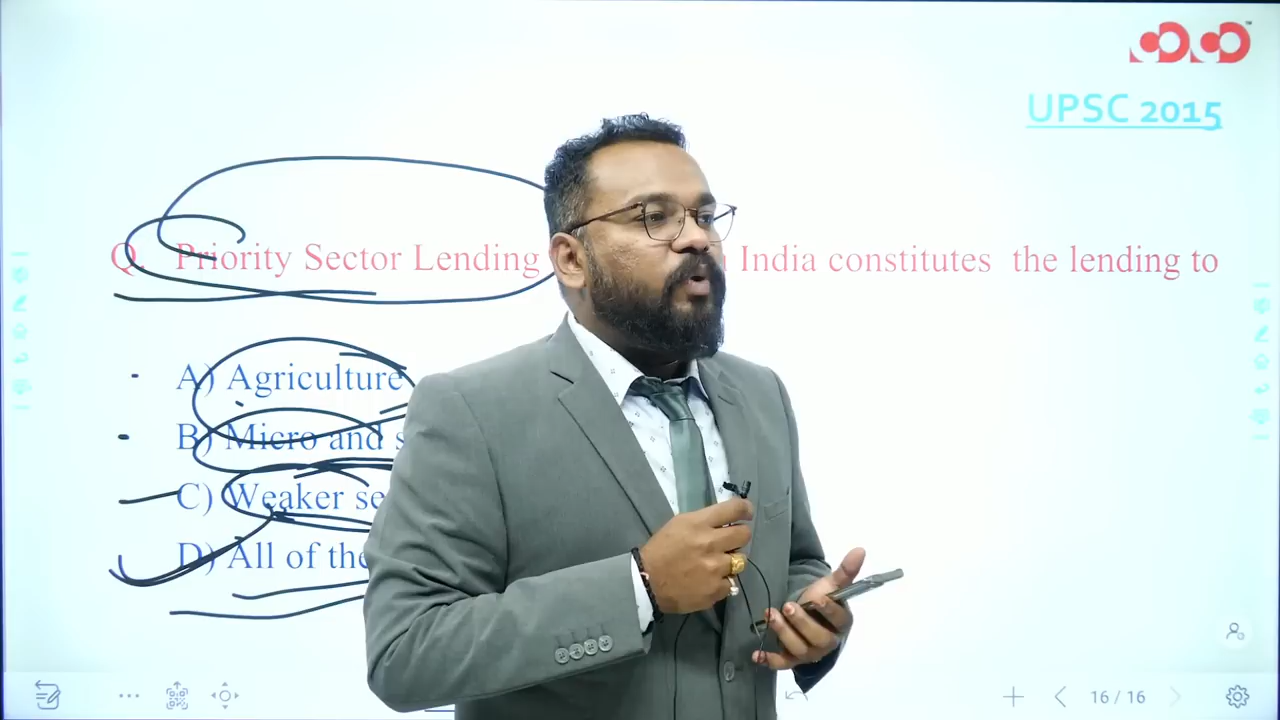 UPSC 2015
Q. Priority Sector Lending India constitutes the lending to
A) Agriculture
B) Micro and
C) Weaker
D) All of the
16 / 16